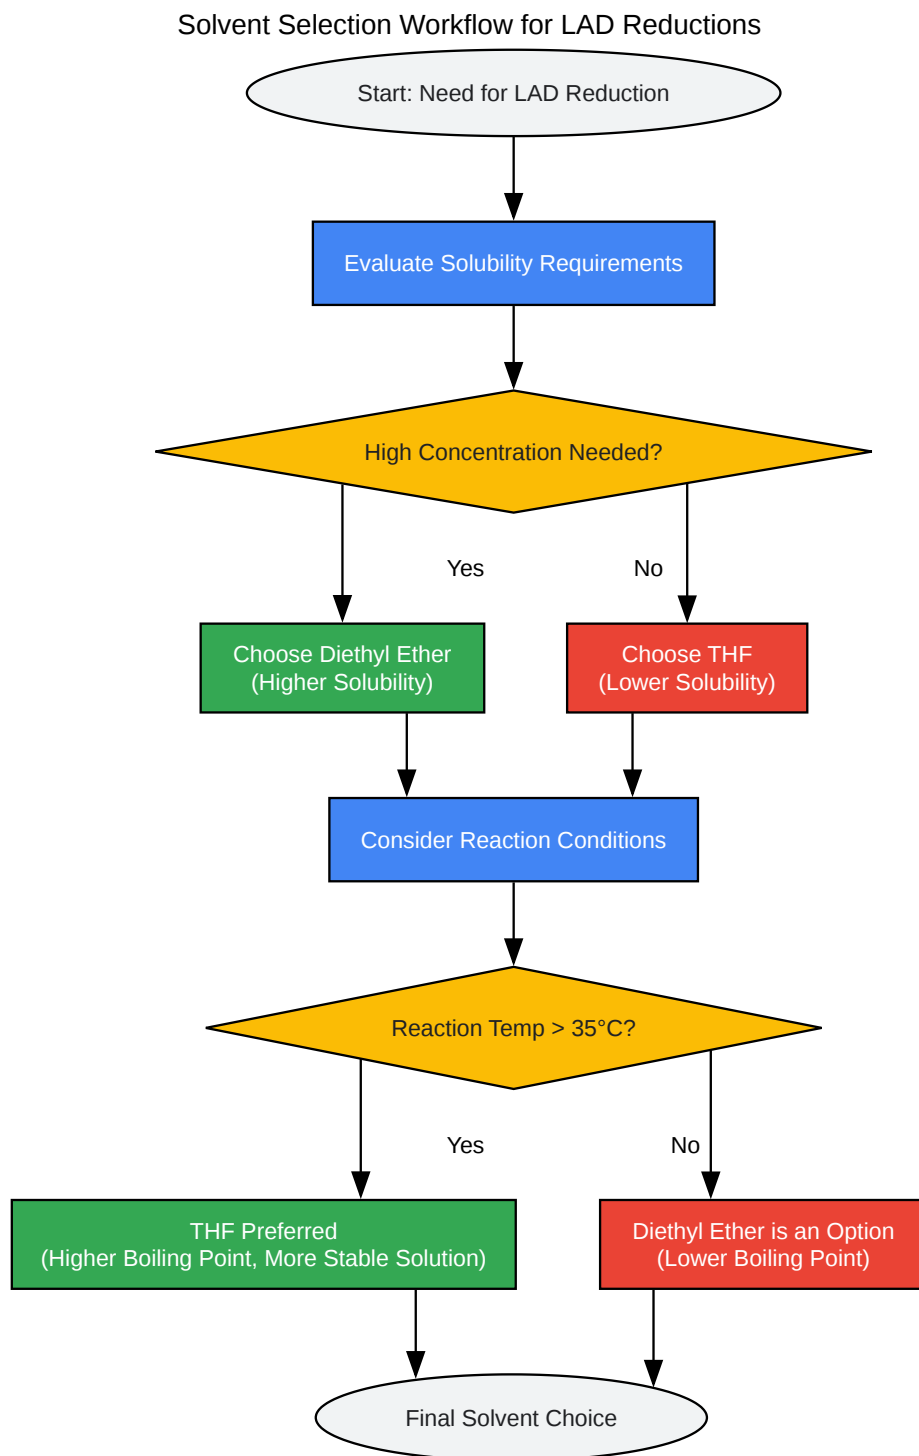 Solvent Selection Workflow for LAD Reductions
Start: Need for LAD Reduction
Evaluate Solubility Requirements
High Concentration Needed?
Yes
No
Choose Diethyl Ether
(Higher Solubility)
Choose THF
(Lower Solubility)
Consider Reaction Conditions
Reaction Temp > 35°C?
Yes
No
THF Preferred
(Higher Boiling Point, More Stable Solution)
Diethyl Ether is an Option
(Lower Boiling Point)
Final Solvent Choice